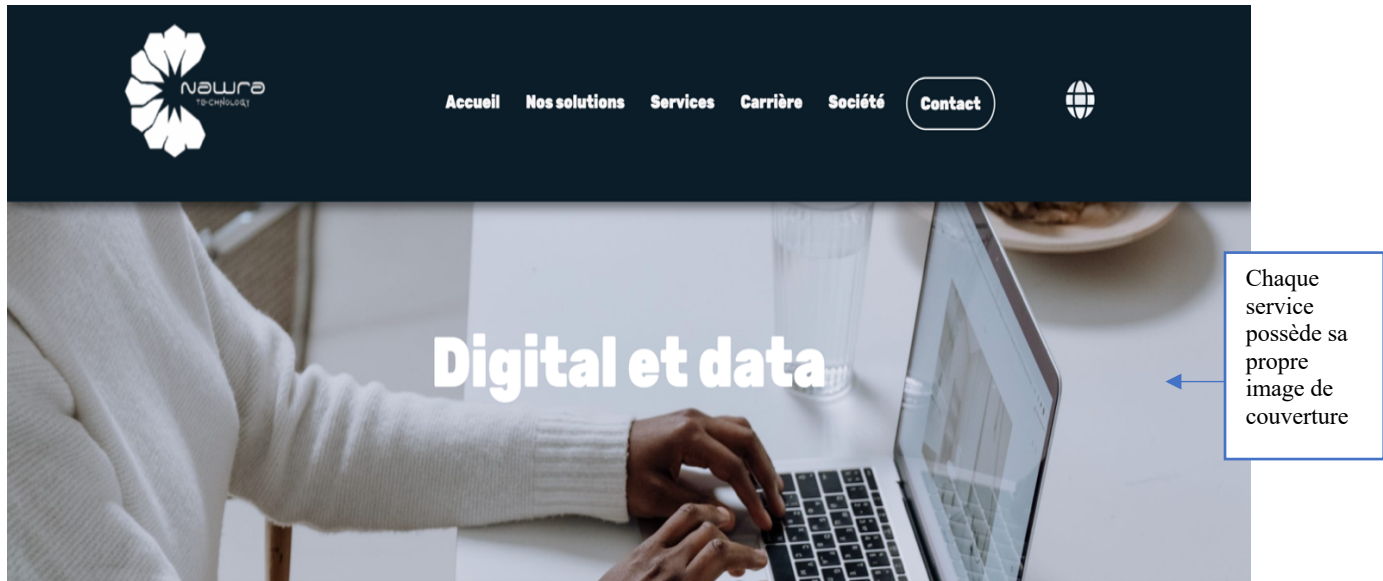 Nawra
TECHNOLOGY
Accueil Nos solutions Services Carrière Société Contact
Digital et data
Chaque
service
possède sa
propre
image de
couverture